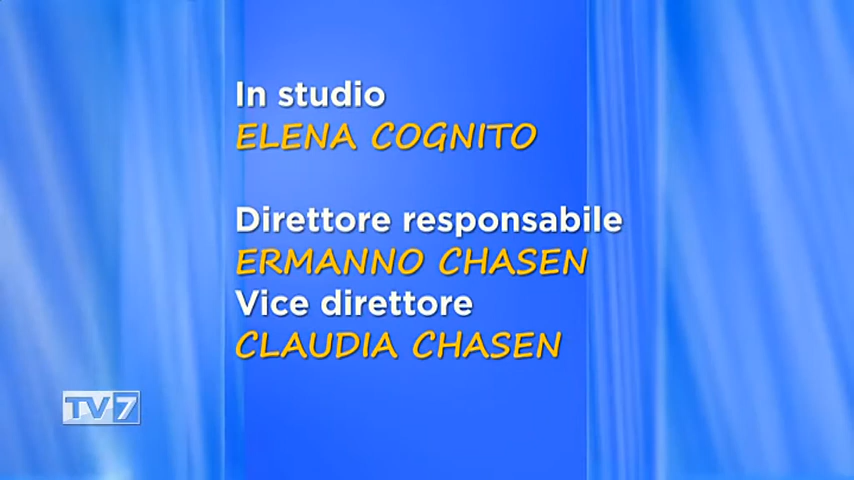 In studio
ELENA COGNITO
Direttore responsabile
ERMANNO CHASEN
Vice direttore
CLAUDIA CHASEN
TV7